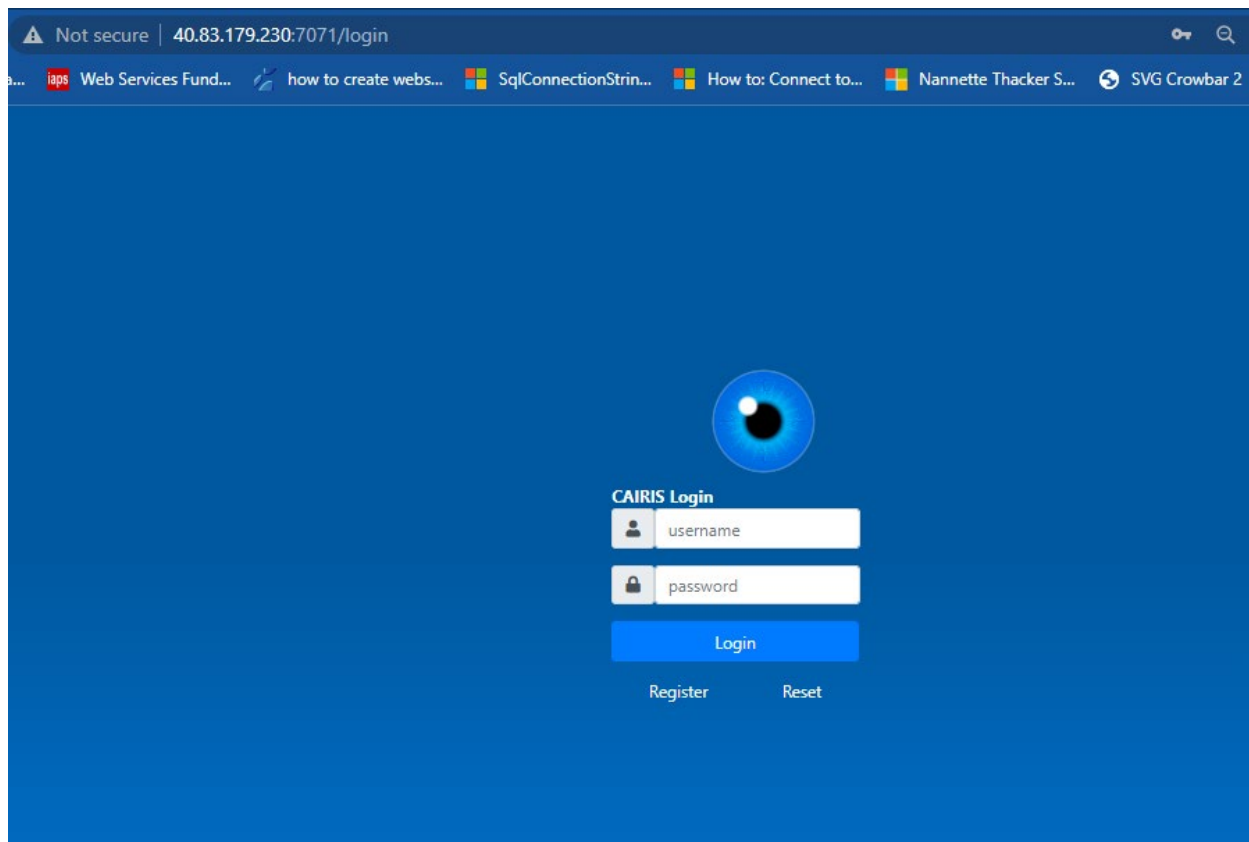 Not secure | 40.83.179.230:7071/login
a... iaps Web Services Fund... how to create webs... SqlConnectionStrin... How to: Connect to... Nannette Thacker S... SVG Crowbar 2
CAIRIS Login
username
password
Login
Register Reset